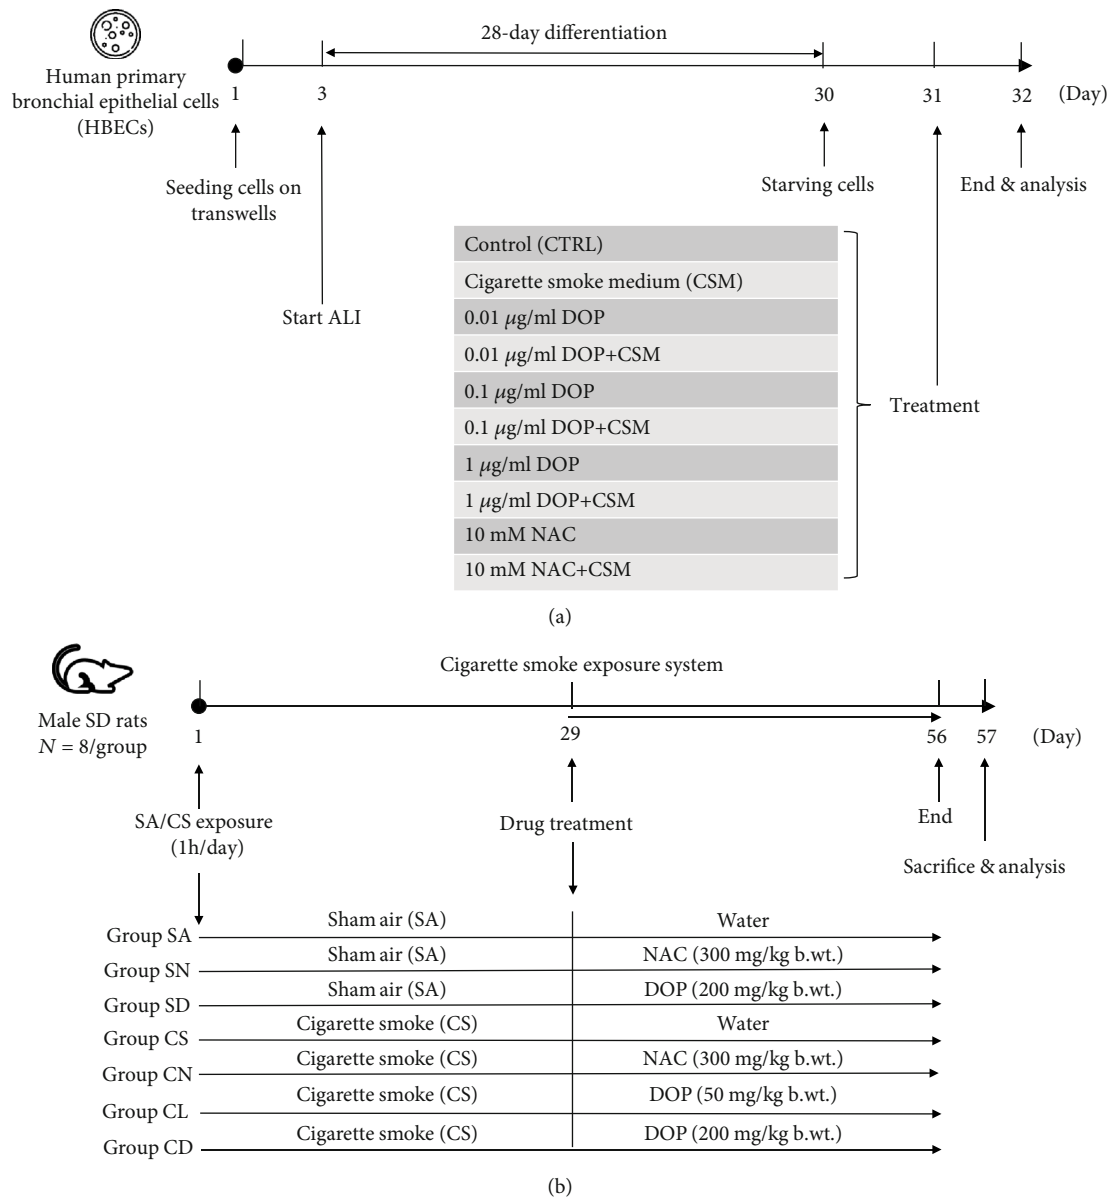 28-day differentiation
Human primary
bronchial epithelial cells
(HBECs)
1
3
30
31
32
(Day)
Seeding cells on
transwells
Starving cells
End & analysis
Start ALI
Control (CTRL)
Cigarette smoke medium (CSM)
0.01 μg/ml DOP
0.01 μg/ml DOP+CSM
0.1 μg/ml DOP
0.1 μg/ml DOP+CSM
1 μg/ml DOP
1 μg/ml DOP+CSM
10 mM NAC
10 mM NAC+CSM
Treatment
(a)
Cigarette smoke exposure system
Male SD rats
N = 8/group
1
29
56
57
(Day)
SA/CS exposure
(1h/day)
Drug treatment
End
Sacrifice & analysis
Group SA Sham air (SA) Water
Group SN Sham air (SA) NAC (300 mg/kg b.wt.)
Group SD Sham air (SA) DOP (200 mg/kg b.wt.)
Group CS Cigarette smoke (CS) Water
Group CN Cigarette smoke (CS) NAC (300 mg/kg b.wt.)
Group CL Cigarette smoke (CS) DOP (50 mg/kg b.wt.)
Group CD Cigarette smoke (CS) DOP (200 mg/kg b.wt.)
(b)